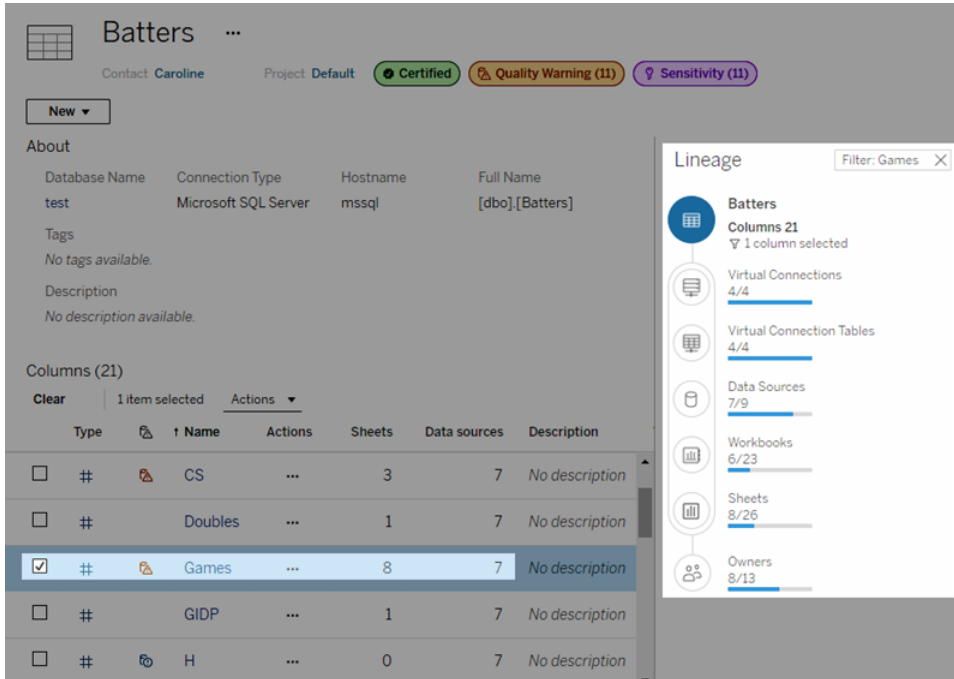 Batters ...
Contact Caroline Project Default Certified Quality Warning (11) Sensitivity (11)
New
About
Database Name Connection Type Hostname Full Name
test Microsoft SQL Server mssql [dbo].[Batters]
Tags
No tags available.
Description
No description available.
Columns (21)
Clear 1 item selected Actions
Type ↑ Name Actions Sheets Data sources Description
# CS ... 3 7 No description
# Doubles ... 1 7 No description
# Games ... 8 7 No description
# GIDP ... 1 7 No description
# H ... 0 7 No description
Lineage Filter: Games
Batters
Columns 21
1 column selected
Virtual Connections
4/4
Virtual Connection Tables
4/4
Data Sources
7/9
Workbooks
6/23
Sheets
8/26
Owners
8/13